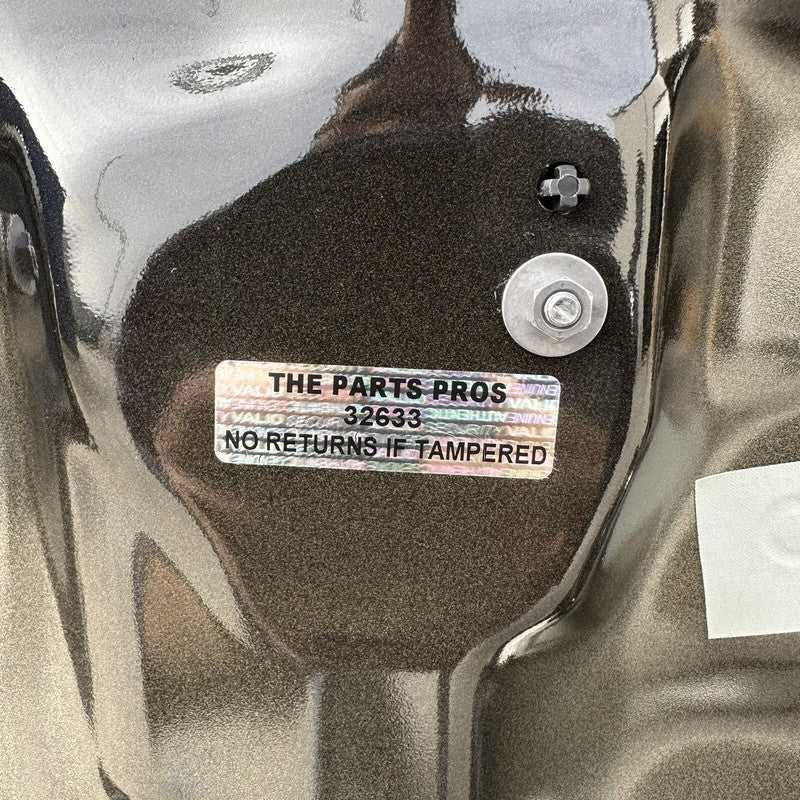 THE PARTS PROS
32633
NO RETURNS IF TAMPERED